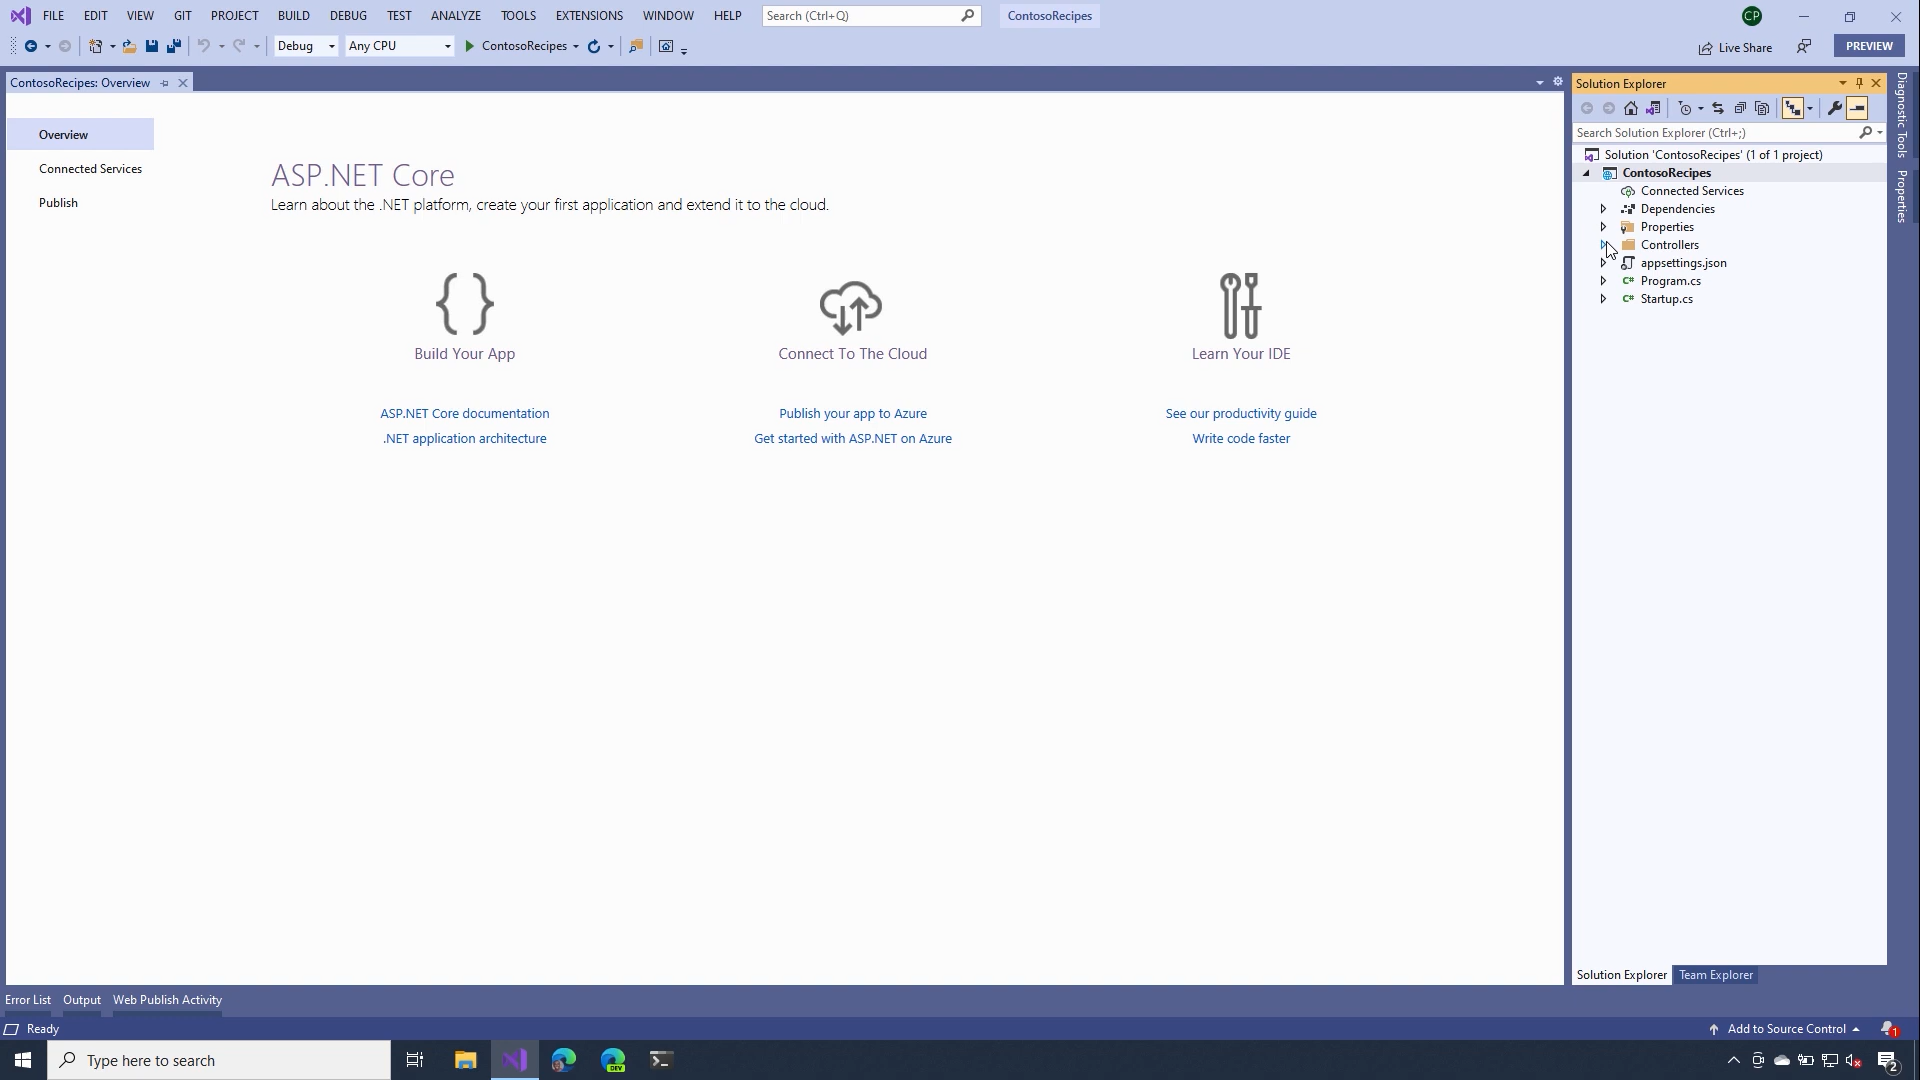 FILE EDIT VIEW GIT PROJECT BUILD DEBUG TEST ANALYZE TOOLS EXTENSIONS WINDOW HELP Search (Ctrl+Q) ContosoRecipes CP
Debug Any CPU ContosoRecipes Live Share PREVIEW
ContosoRecipes: Overview
Overview
Connected Services
Publish
ASP.NET Core
Learn about the .NET platform, create your first application and extend it to the cloud.
Build Your App
ASP.NET Core documentation
.NET application architecture
Connect To The Cloud
Publish your app to Azure
Get started with ASP.NET on Azure
Learn Your IDE
See our productivity guide
Write code faster
Solution Explorer
Search Solution Explorer (Ctrl+;)
Solution 'ContosoRecipes' (1 of 1 project)
ContosoRecipes
Connected Services
Dependencies
Properties
Controllers
appsettings.json
C# Program.cs
C# Startup.cs
Solution Explorer Team Explorer
Diagnostic Tools
Properties
Error List Output Web Publish Activity
Ready
Add to Source Control 1
Type here to search
DEV
2